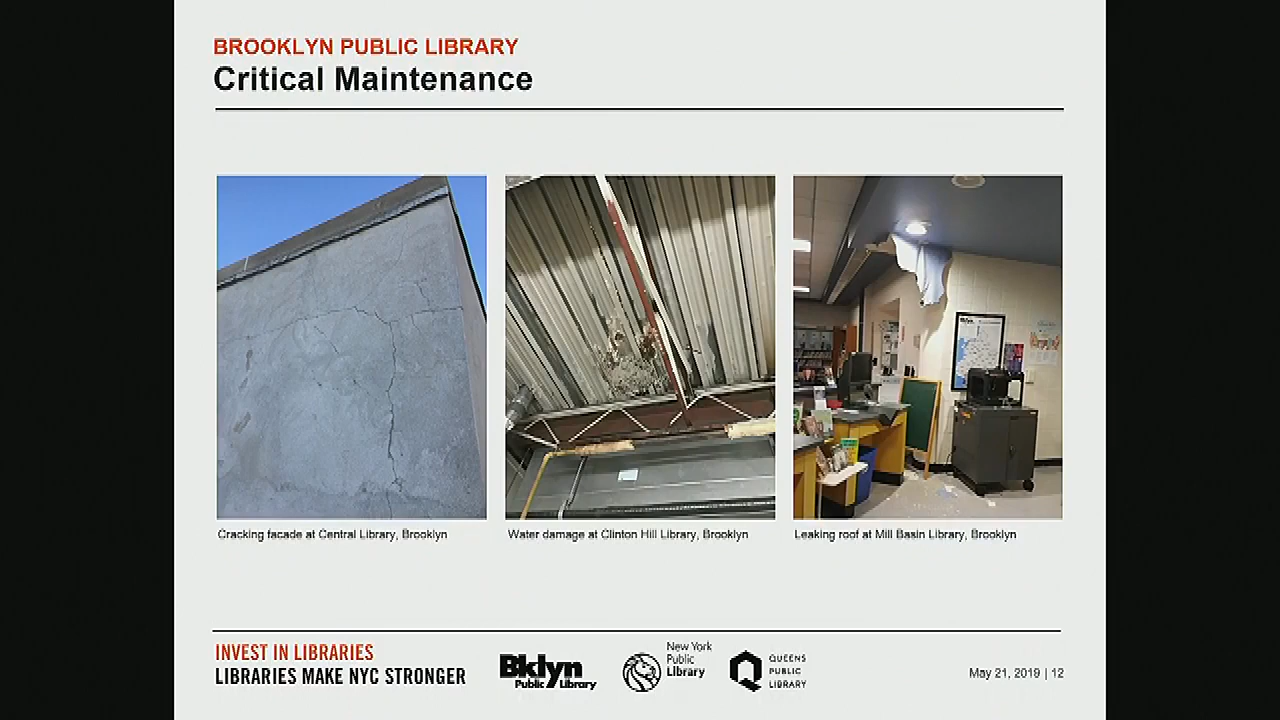 BROOKLYN PUBLIC LIBRARY
Critical Maintenance
Cracking facade at Central Library, Brooklyn
Water damage at Clinton Hill Library, Brooklyn
Leaking roof at Mill Basin Library, Brooklyn
INVEST IN LIBRARIES
LIBRARIES MAKE NYC STRONGER
Bklyn
Public Library
New York
Public
Library
QUEENS
PUBLIC
LIBRARY
May 21, 2019 | 12